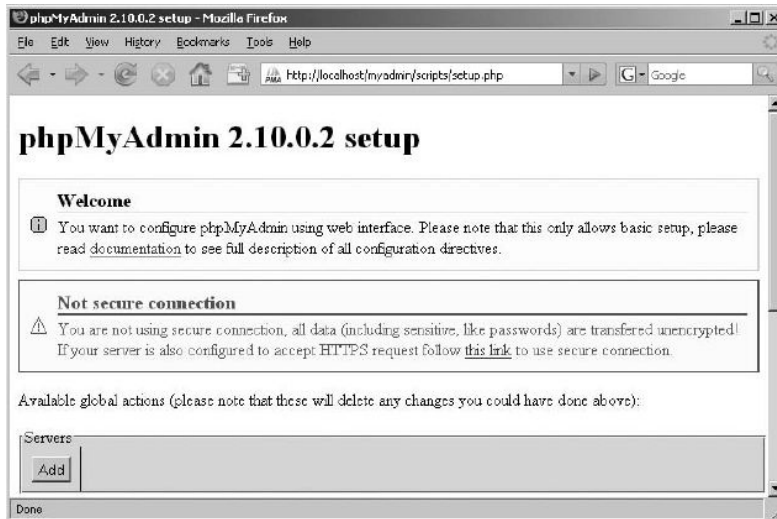 phpMyAdmin 2.10.0.2 setup - Mozilla Firefox
File Edit View History Bookmarks Tools Help
PMA http://localhost/myadmin/scripts/setup.php G Google
phpMyAdmin 2.10.0.2 setup
Welcome
You want to configure phpMyAdmin using web interface. Please note that this only allows basic setup, please
read documentation to see full description of all configuration directives.
Not secure connection
You are not using secure connection, all data (including sensitive, like passwords) are transfered unencrypted!
If your server is also configured to accept HTTPS request follow this link to use secure connection.
Available global actions (please note that these will delete any changes you could have done above):
Servers
Add
Done